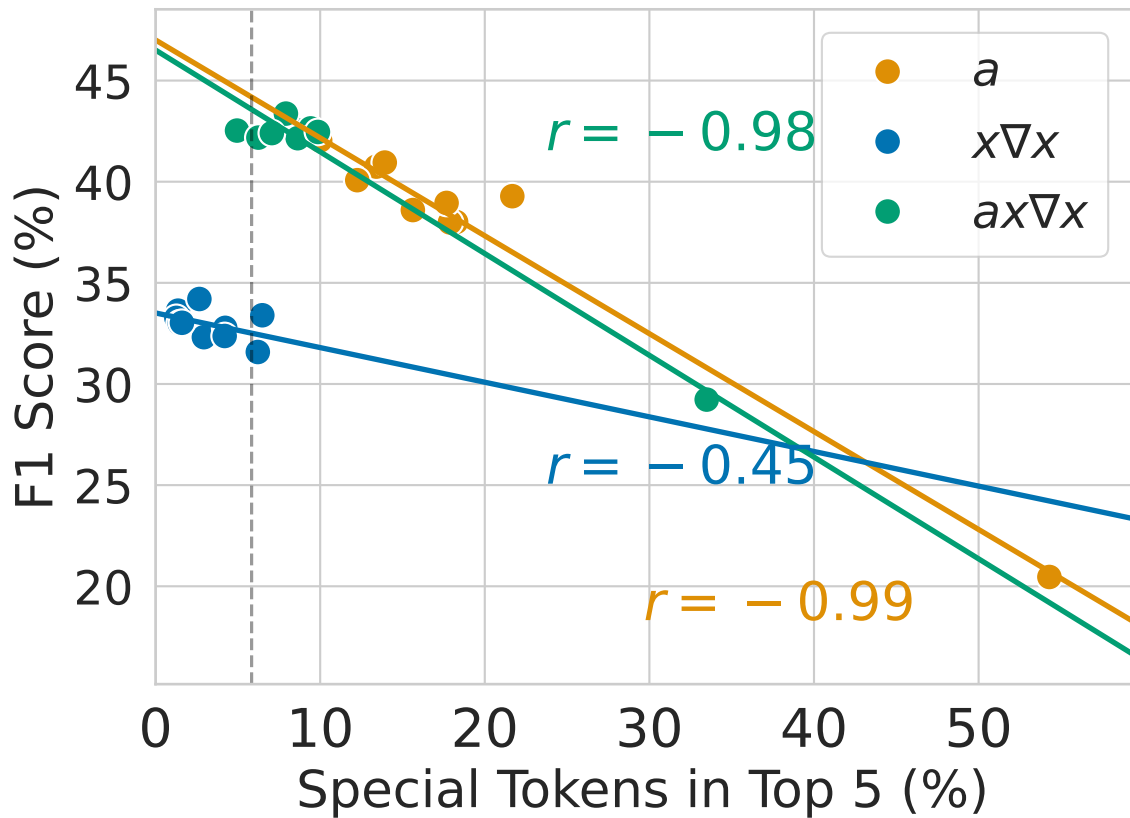 45
40
35
30
25
20
F1 Score (%)
r = − 0.98
r = − 0.45
r = − 0.99
a
x∇x
ax∇x
0 10 20 30 40 50
Special Tokens in Top 5 (%)